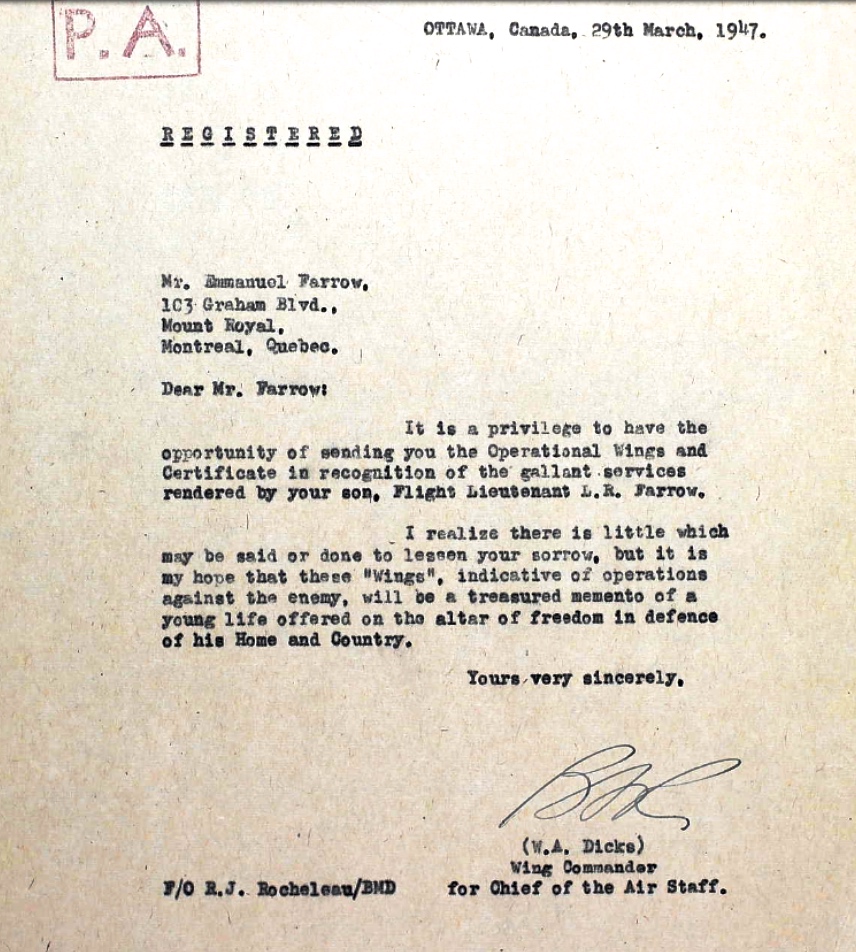 P.A.
OTTAWA, Canada, 29th March, 1947.
REGISTERED
Mr. Emmanuel Farrow,
103 Graham Blvd.,
Mount Royal,
Montreal, Quebec.
Dear Mr. Farrow:
It is a privilege to have the
opportunity of sending you the Operational Wings and
Certificate in recognition of the gallant services
rendered by your son, Flight Lieutenant L.R. Farrow.
I realize there is little which
may be said or done to lessen your sorrow, but it is
my hope that these "Wings", indicative of operations
against the enemy, will be a treasured memento of a
young life offered on the altar of freedom in defence
of his Home and Country.
Yours very sincerely,
(W.A. Dicks)
Wing Commander
F/O R.J. Rocheleau/BMD for Chief of the Air Staff.